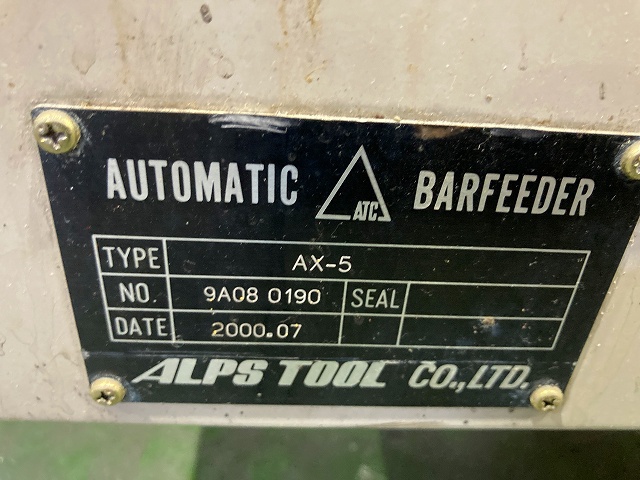 AUTOMATIC ATC BARFEEDER
TYPE AX-5
NO. 9A08 0190 SEAL
DATE 2000.07
ALPS TOOL CO.,LTD.